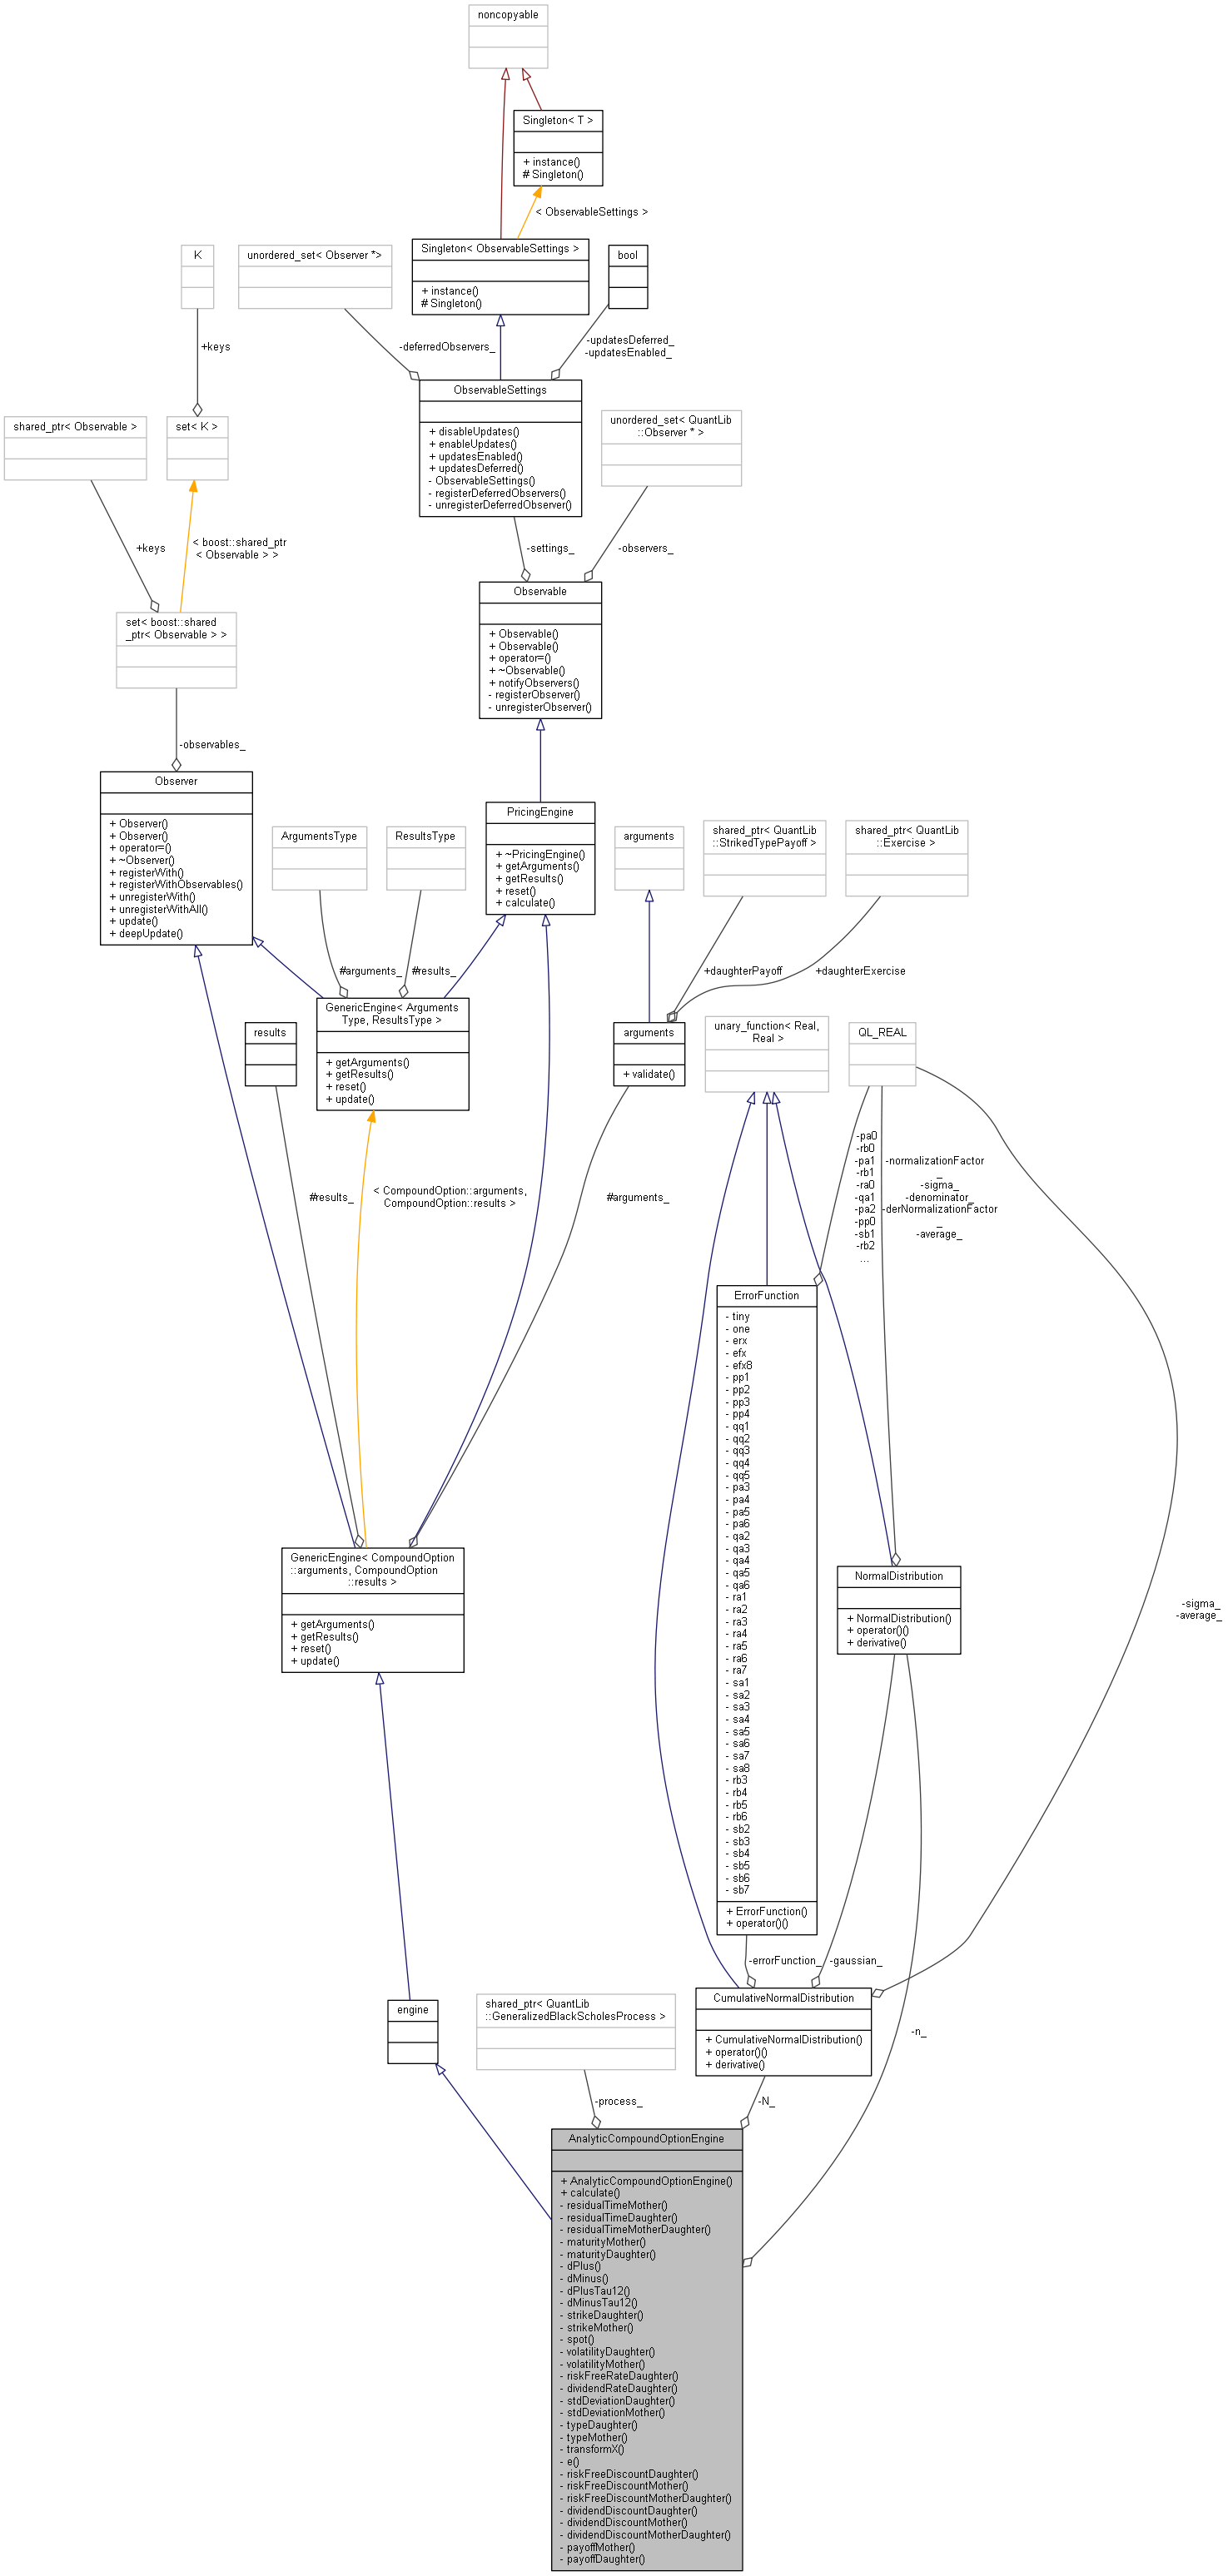 noncopyable
Singleton< T >
+ instance()
# Singleton()
< ObservableSettings >
K
unordered_set< Observer *>
Singleton< ObservableSettings >
+ instance()
# Singleton()
bool
+keys
-deferredObservers_
-updatesDeferred_
-updatesEnabled_
shared_ptr< Observable >
set< K >
ObservableSettings
+ disableUpdates()
+ enableUpdates()
+ updatesEnabled()
+ updatesDeferred()
- ObservableSettings()
- registerDeferredObservers()
- unregisterDeferredObserver()
unordered_set< QuantLib
::Observer * >
+keys
< boost::shared_ptr
< Observable > >
-settings_
-observers_
set< boost::shared
_ptr< Observable > >
Observable
+ Observable()
+ Observable()
+ operator=()
+ ~Observable()
+ notifyObservers()
- registerObserver()
- unregisterObserver()
-observables_
Observer
+ Observer()
+ Observer()
+ operator=()
+ ~Observer()
+ registerWith()
+ registerWithObservables()
+ unregisterWith()
+ unregisterWithAll()
+ update()
+ deepUpdate()
ArgumentsType
ResultsType
PricingEngine
+ ~PricingEngine()
+ getArguments()
+ getResults()
+ reset()
+ calculate()
arguments
shared_ptr< QuantLib
::StrikedTypePayoff >
shared_ptr< QuantLib
::Exercise >
#arguments_
#results_
+daughterPayoff
+daughterExercise
results
GenericEngine< Arguments
Type, ResultsType >
+ getArguments()
+ getResults()
+ reset()
+ update()
arguments
+ validate()
unary_function< Real,
Real >
QL_REAL
#results_
< CompoundOption::arguments,
CompoundOption::results >
#arguments_
-pa0
-rb0
-pa1
-rb1
-ra0
-qa1
-pa2
-pp0
-sb1
-rb2
...
-normalizationFactor
_
-sigma_
-denominator_
-derNormalizationFactor
_
-average_
ErrorFunction
- tiny
- one
- erx
- efx
- efx8
- pp1
- pp2
- pp3
- pp4
- qq1
- qq2
- qq3
- qq4
- qq5
- pa3
- pa4
- pa5
- pa6
- qa2
- qa3
- qa4
- qa5
- qa6
- ra1
- ra2
- ra3
- ra4
- ra5
- ra6
- ra7
- sa1
- sa2
- sa3
- sa4
- sa5
- sa6
- sa7
- sa8
- rb3
- rb4
- rb5
- rb6
- sb2
- sb3
- sb4
- sb5
- sb6
- sb7
+ ErrorFunction()
+ operator()()
GenericEngine< CompoundOption
::arguments, CompoundOption
::results >
+ getArguments()
+ getResults()
+ reset()
+ update()
NormalDistribution
+ NormalDistribution()
+ operator()()
+ derivative()
-sigma_
-average_
-errorFunction_
-gaussian_
engine
shared_ptr< QuantLib
::GeneralizedBlackScholesProcess >
CumulativeNormalDistribution
+ CumulativeNormalDistribution()
+ operator()()
+ derivative()
-n_
-process_
-N_
AnalyticCompoundOptionEngine
+ AnalyticCompoundOptionEngine()
+ calculate()
- residualTimeMother()
- residualTimeDaughter()
- residualTimeMotherDaughter()
- maturityMother()
- maturityDaughter()
- dPlus()
- dMinus()
- dPlusTau12()
- dMinusTau12()
- strikeDaughter()
- strikeMother()
- spot()
- volatilityDaughter()
- volatilityMother()
- riskFreeRateDaughter()
- dividendRateDaughter()
- stdDeviationDaughter()
- stdDeviationMother()
- typeDaughter()
- typeMother()
- transformX()
- e()
- riskFreeDiscountDaughter()
- riskFreeDiscountMother()
- riskFreeDiscountMotherDaughter()
- dividendDiscountDaughter()
- dividendDiscountMother()
- dividendDiscountMotherDaughter()
- payoffMother()
- payoffDaughter()